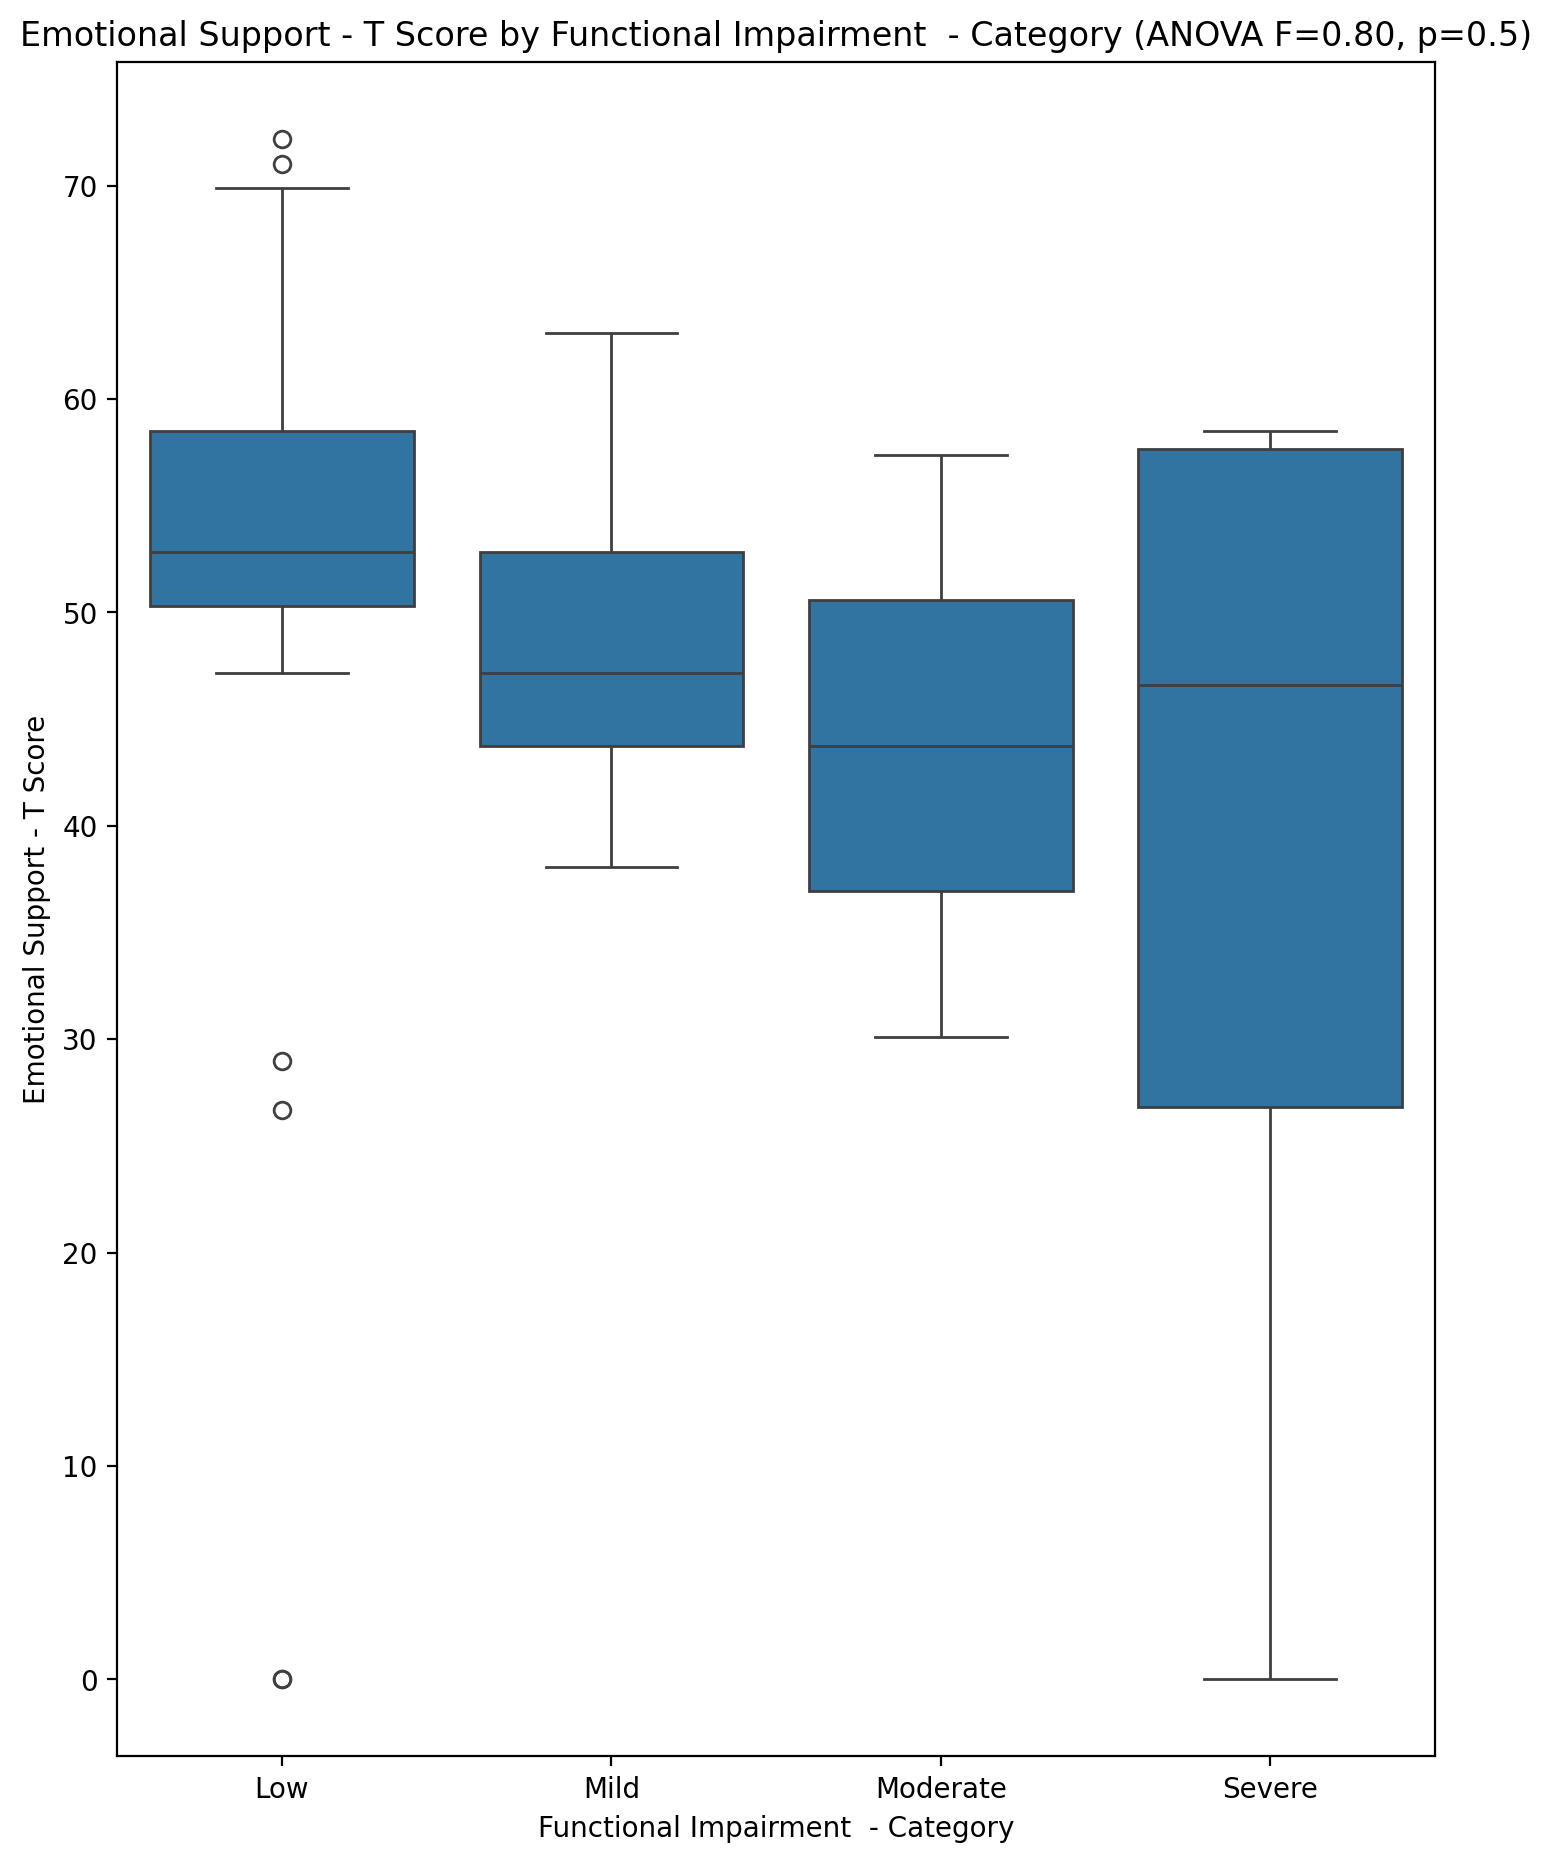 Emotional Support - T Score by Functional Impairment  - Category (ANOVA F=0.80, p=0.5)
Emotional Support - T Score
70
60
50
40
30
20
10
0
Low Mild Moderate Severe
Functional Impairment  - Category